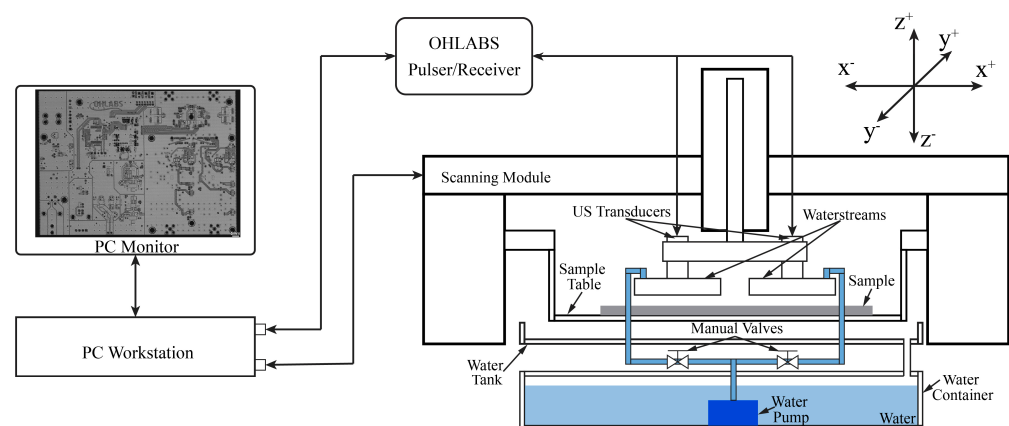 OHLABS
Pulser/Receiver
z⁺
y⁺
x⁻
x⁺
y⁻
z⁻
OHLABS
Scanning Module
PC Monitor
US Transducers
Waterstreams
Sample
Table
Sample
PC Workstation
Manual Valves
Water
Tank
Water
Container
Water
Pump
Water